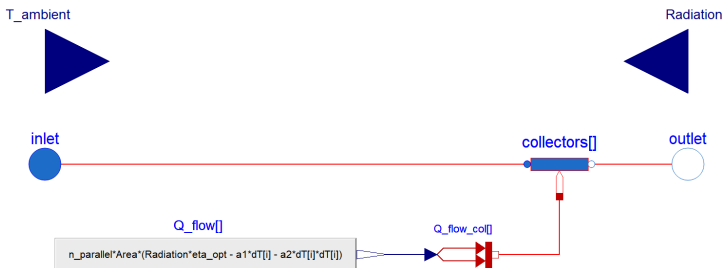 T_ambient
Radiation
inlet
collectors[]
outlet
Q_flow[]
Q_flow_col[]
n_parallel*Area*(Radiation*eta_opt - a1*dT[i] - a2*dT[i]*dT[i])